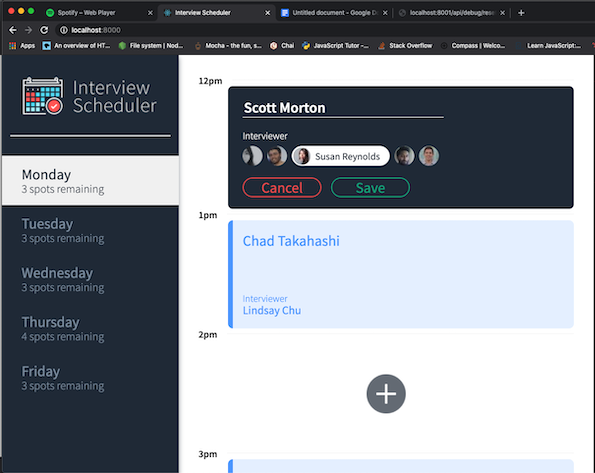 Spotify – Web Player
Interview Scheduler
Untitled document - Google Do
localhost:8001/api/debug/rese
localhost:8000
Apps
An overview of HT...
File system | Nod...
Mocha - the fun, s...
Chai
JavaScript Tutor –...
Stack Overflow
Compass | Welco...
Learn JavaScript:...
Interview
Scheduler
Monday
3 spots remaining
Tuesday
3 spots remaining
Wednesday
3 spots remaining
Thursday
4 spots remaining
Friday
3 spots remaining
12pm
Scott Morton
Interviewer
Susan Reynolds
Cancel
Save
1pm
Chad Takahashi
Interviewer
Lindsay Chu
2pm
3pm